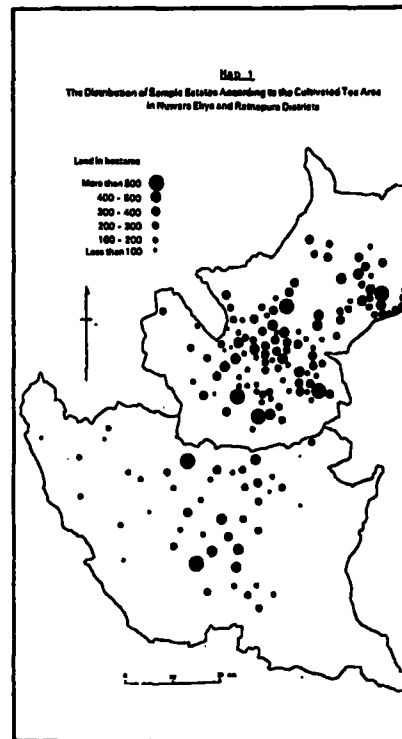 Map 1
The Distribution of Sample Estates According to the Cultivated Tea Area
in Nuwara Eliya and Ratnapura Districts
Land in hectares
More than 500
400 - 500
300 - 400
200 - 300
100 - 200
Less than 100
0